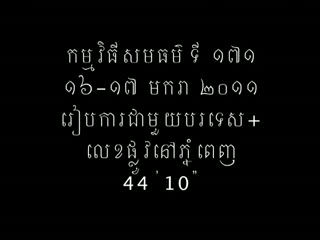 កម្មវិធីសមធម៌ ទី ១៧១
១៦-១៧ មករា ២០១១
រៀបការជាមួយបរទេស+
លេខផ្លូវនៅភ្នំពេញ
44 ' 10"